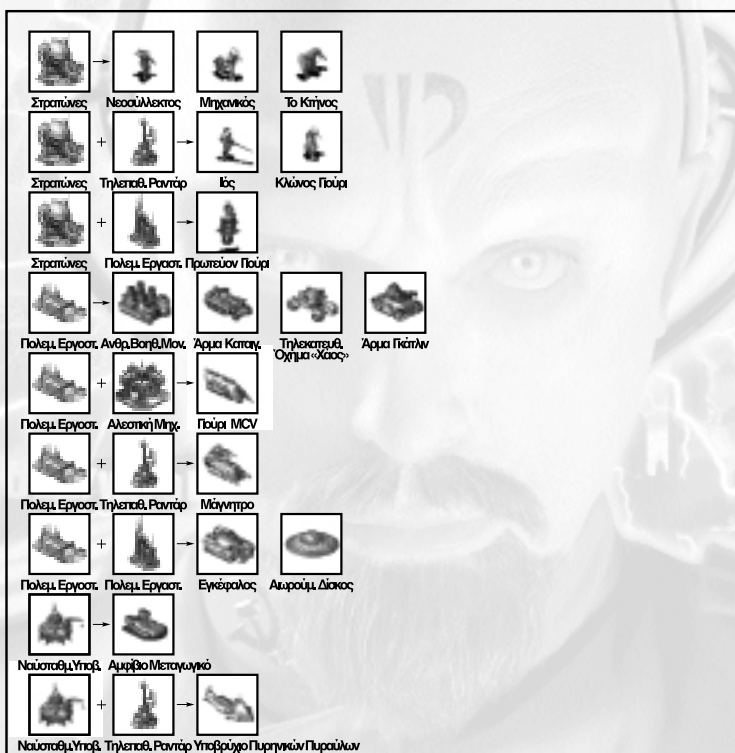 Στρατώνες Νεοσύλλεκτος Μηχανικός Το Κτήνος
Στρατώνες + Τηλεπαθ. Ραντάρ Ιός Κλώνος Γιούρι
Στρατώνες + Πολεμ. Εργαστ. Πρωτεύον Γιούρι
Πολεμ. Εργοστ. Ανθρ.Βοηθ.Μον. Άρμα Καταιγ. Τηλεκατευθ. Άρμα Γκάτλιν
Όχημα «Χάος»
Πολεμ. Εργοστ. + Αλεστική Μηχ. Γιούρι MCV
Πολεμ. Εργοστ. + Τηλεπαθ. Ραντάρ Μάγνητρο
Πολεμ. Εργοστ. + Πολεμ. Εργαστ. Εγκέφαλος Αιωρούμ. Δίσκος
Ναύσταθμ.Υποβ. Αμφίβιο Μεταγωγικό
Ναύσταθμ.Υποβ. + Τηλεπαθ. Ραντάρ Υποβρύχιο Πυρηνικών Πυραύλων